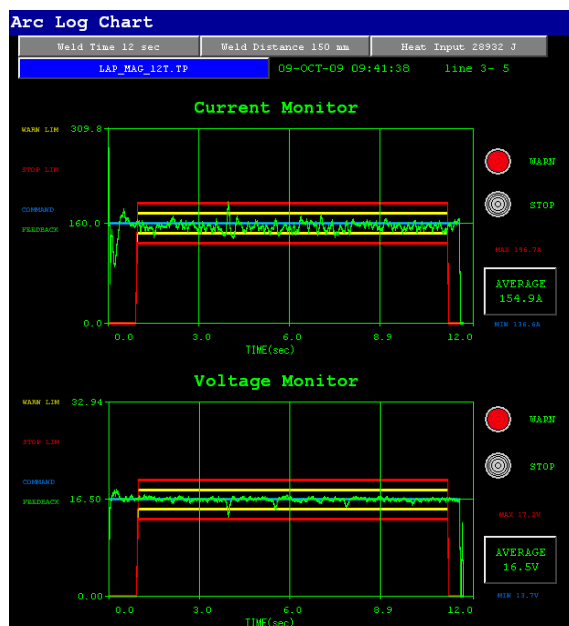 Arc Log Chart
Weld Time 12 sec Weld Distance 150 mm Heat Input 28932 J
LAP_MAG_12T.TP 09-OCT-09 09:41:38 line 3- 5
Current Monitor
WARN LIM 309.8
STOP LIM WARN
COMMAND STOP
FEEDBACK 160.0
MAX 196.7A
AVERAGE
154.9A
0.0 MIN 136.6A
0.0 3.0 6.0 8.9 12.0
TIME(sec)
Voltage Monitor
WARN LIM 32.94
WARN
STOP LIM STOP
COMMAND
FEEDBACK 16.50
MAX 17.2V
AVERAGE
16.5V
0.00 MIN 13.7V
0.0 3.0 6.0 8.9 12.0
TIME(sec)